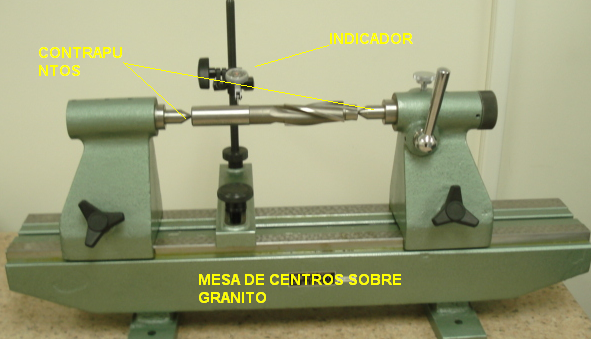 CONTRAPU
NTOS
INDICADOR
MESA DE CENTROS SOBRE
GRANITO